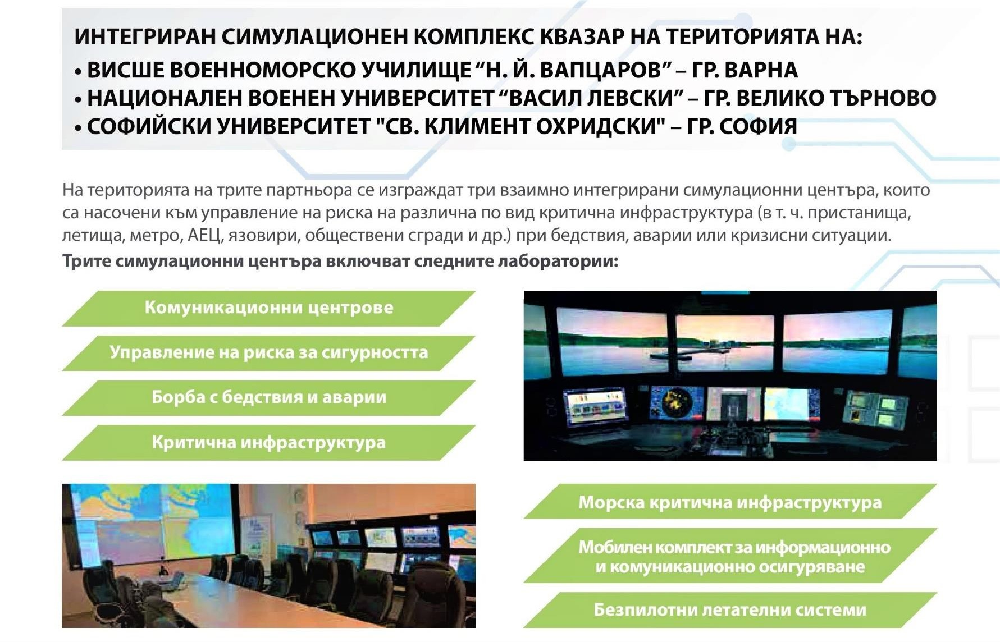 ИНТЕГРИРАН СИМУЛАЦИОНЕН КОМПЛЕКС КВАЗАР НА ТЕРИТОРИЯТА НА:
• ВИСШЕ ВОЕННОМОРСКО УЧИЛИЩЕ “Н. Й. ВАПЦАРОВ” – ГР. ВАРНА
• НАЦИОНАЛЕН ВОЕНЕН УНИВЕРСИТЕТ “ВАСИЛ ЛЕВСКИ” – ГР. ВЕЛИКО ТЪРНОВО
• СОФИЙСКИ УНИВЕРСИТЕТ "СВ. КЛИМЕНТ ОХРИДСКИ" – ГР. СОФИЯ
На територията на трите партньора се изграждат три взаимно интегрирани симулационни центъра, които
са насочени към управление на риска на различна по вид критична инфраструктура (в т. ч. пристанища,
летища, метро, АЕЦ, язовири, обществени сгради и др.) при бедствия, аварии или кризисни ситуации.
Трите симулационни центъра включват следните лаборатории:
Комуникационни центрове
Управление на риска за сигурността
Борба с бедствия и аварии
Критична инфраструктура
Морска критична инфраструктура
Мобилен комплект за информационно
и комуникационно осигуряване
Безпилотни летателни системи